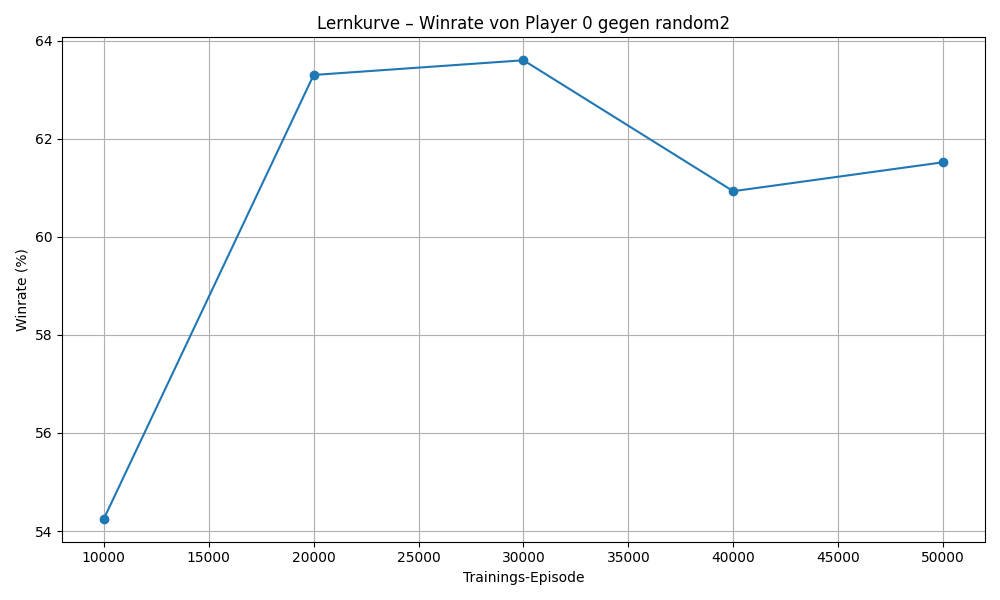 Lernkurve – Winrate von Player 0 gegen random2
Winrate (%)
64
62
60
58
56
54
10000 15000 20000 25000 30000 35000 40000 45000 50000
Trainings-Episode